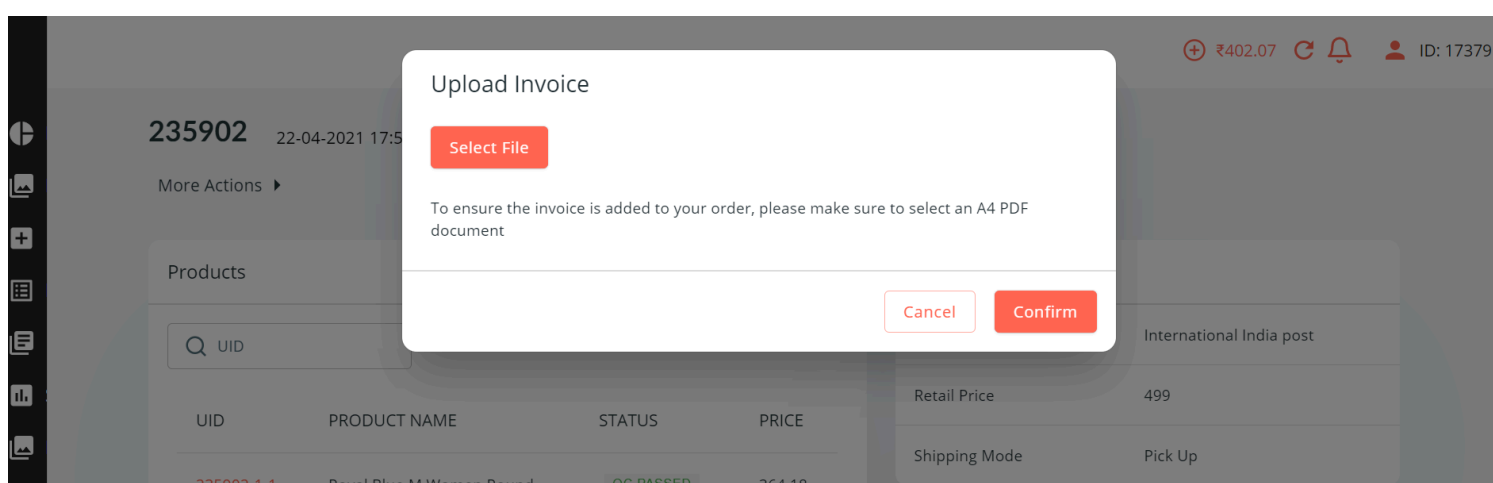 ₹402.07
ID: 17379
Upload Invoice
235902 22-04-2021 17:5
Select File
More Actions
To ensure the invoice is added to your order, please make sure to select an A4 PDF
document
Products
Cancel
Confirm
UID
International India post
Retail Price 499
UID PRODUCT NAME STATUS PRICE
Shipping Mode Pick Up